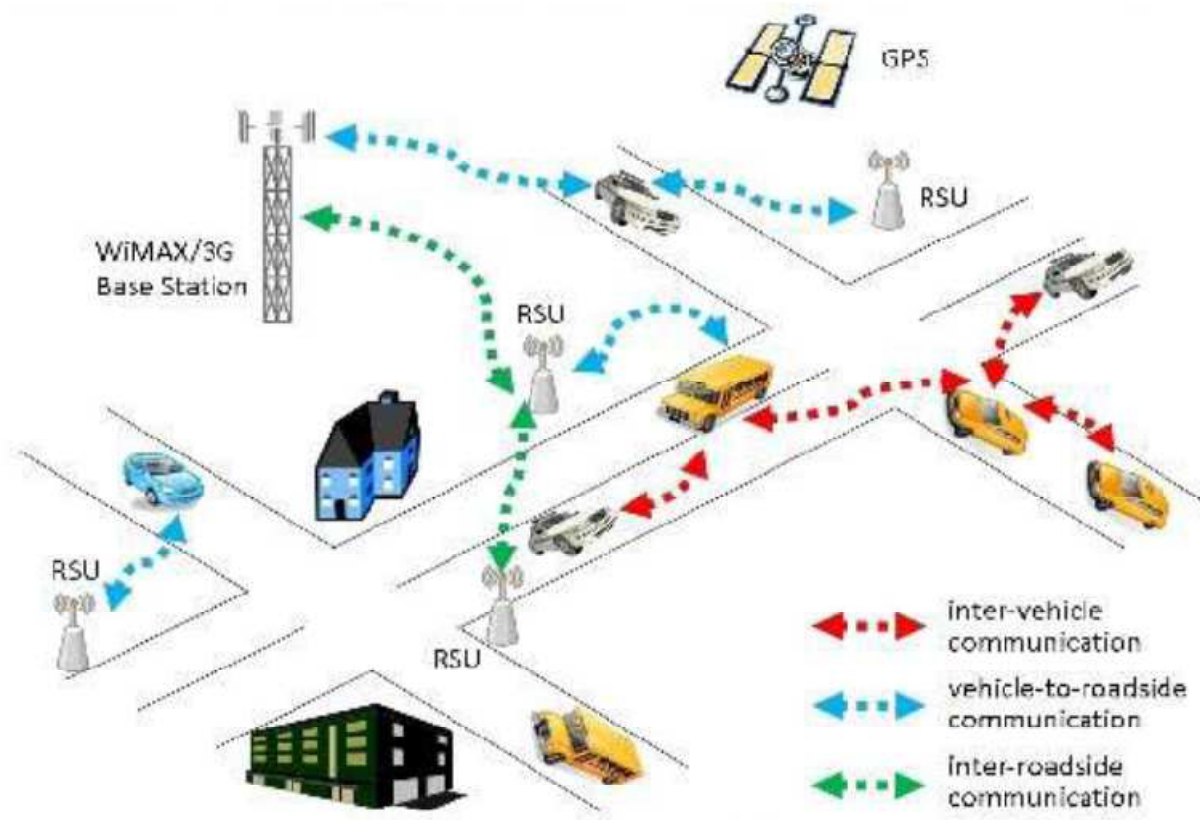 GPS
RSU
WiMAX/3G
Base Station
RSU
RSU
RSU
inter-vehicle
communication
vehicle-to-roadside
communication
inter-roadside
communication